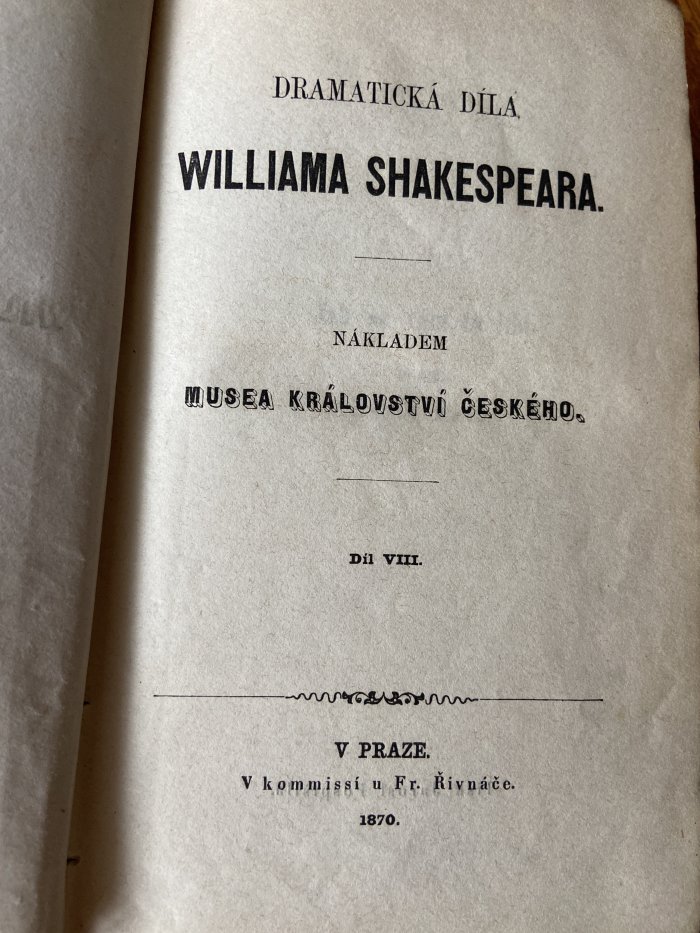 DRAMATICKÁ DÍLA
WILLIAMA SHAKESPEARA.
NÁKLADEM
MUSEA KRÁLOVSTVÍ ČESKÉHO.
Díl VIII.
V PRAZE.
V kommissí u Fr. Řivnáče.
1870.